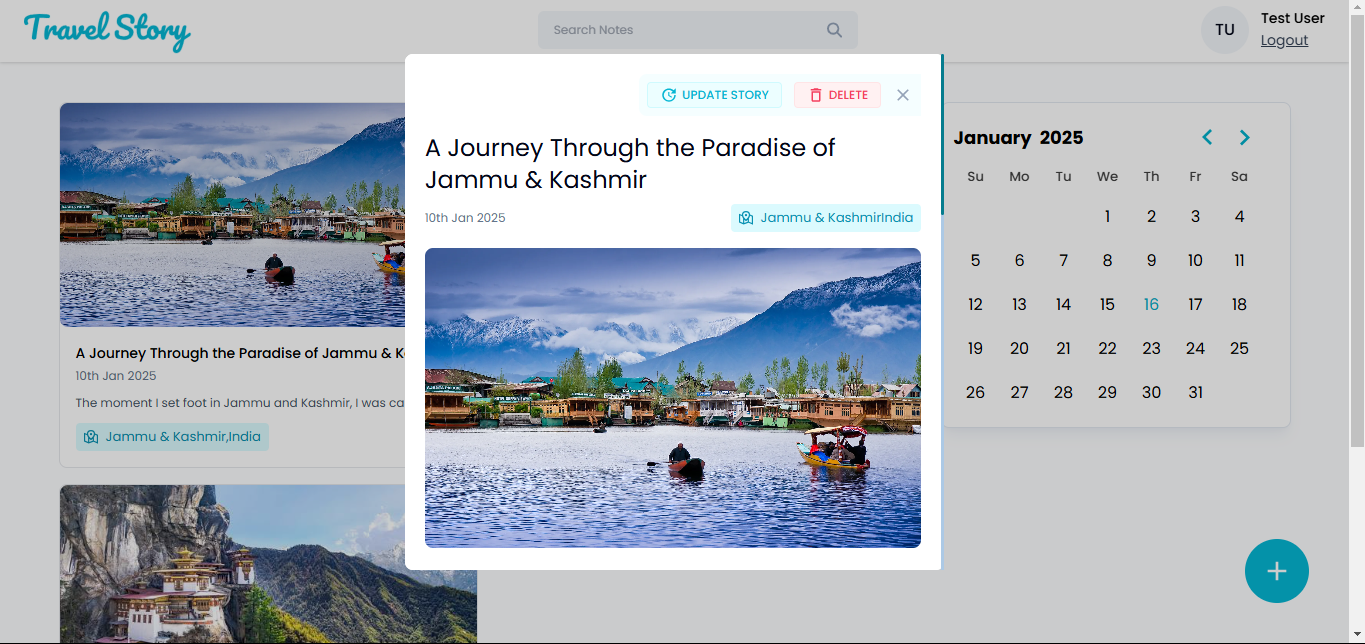 Travel Story
Search Notes
TU
Test User
Logout
UPDATE STORY
DELETE
A Journey Through the Paradise of
Jammu & Kashmir
10th Jan 2025
Jammu & KashmirIndia
A Journey Through the Paradise of Jammu & K
10th Jan 2025
The moment I set foot in Jammu and Kashmir, I was ca
Jammu & Kashmir,India
January 2025
Su Mo Tu We Th Fr Sa
1 2 3 4
5 6 7 8 9 10 11
12 13 14 15 16 17 18
19 20 21 22 23 24 25
26 27 28 29 30 31